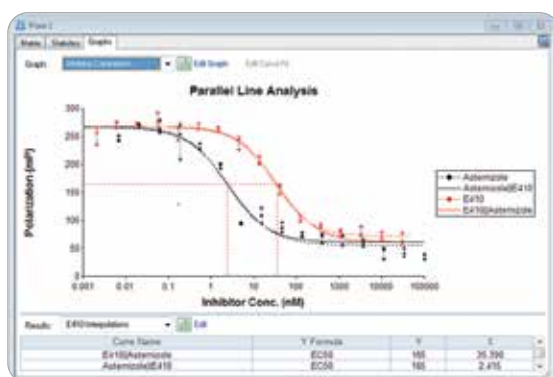 Plate 1
Matrix Statistics Graphs
Graph: Edit Graph Edit Curve Fit
Parallel Line Analysis
Polarization (mP)
300
250
200
150
100
50
0
0.001 0.01 0.1 1 10 100 1000 10000 100000
Inhibitor Conc. (nM)
Astemizole
Astemizole|E410
E410
E410|Astemizole
Results: E410 Interpolations Edit
Curve Name Y Formula Y X
E410|Astemizole EC50 165 35.390
Astemizole|E410 EC50 165 2.415